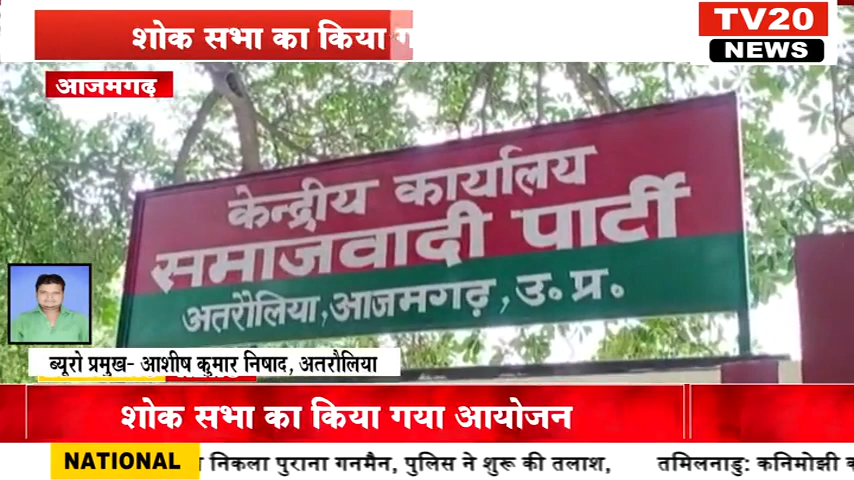 शोक सभा का किया
TV20
NEWS
आजमगढ़
केन्द्रीय कार्यालय
समाजवादी पार्टी
अतरौलिया, आजमगढ़, उ. प्र.
ब्यूरो प्रमुख- आशीष कुमार निषाद, अतरौलिया
शोक सभा का किया गया आयोजन
NATIONAL निकला पुराना गनमैन, पुलिस ने शुरू की तलाश, तमिलनाडु: कनिमोझी